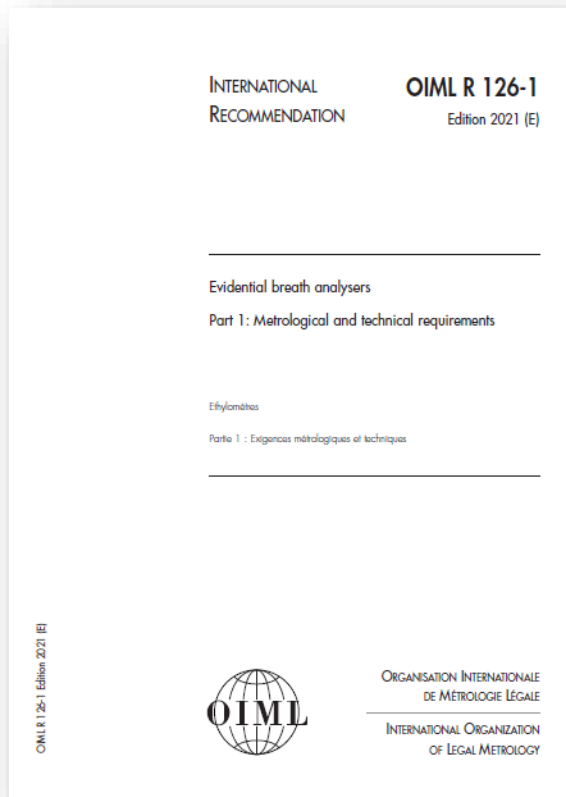 INTERNATIONAL
RECOMMENDATION
OIML R 126-1
Edition 2021 (E)
Evidential breath analysers
Part 1: Metrological and technical requirements
Ethylomètres
Partie 1 : Exigences métrologiques et techniques
OIML R 126-1 Edition 2021 (E)
OIML
ORGANISATION INTERNATIONALE
DE MÉTROLOGIE LÉGALE
INTERNATIONAL ORGANIZATION
OF LEGAL METROLOGY